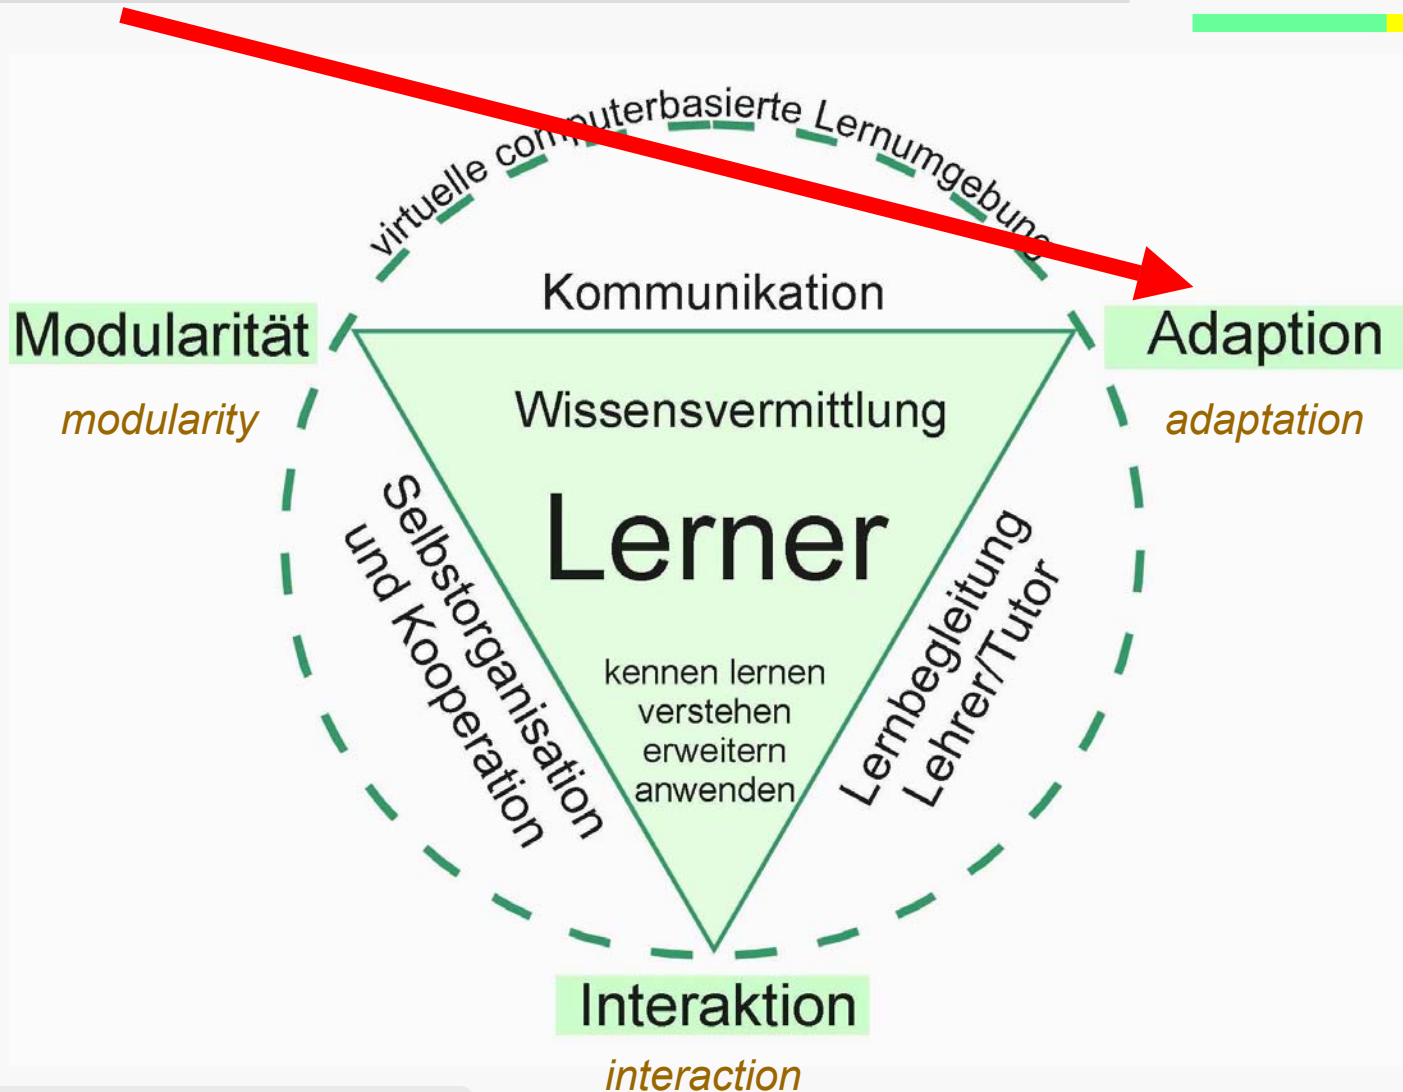 virtuelle computerbasierte Lernumgebung
Kommunikation
Modularität
Adaption
modularity
adaptation
Wissensvermittlung
Lerner
Selbstorganisation
und Kooperation
Lernbegleitung
Lehrer/Tutor
kennen lernen
verstehen
erweitern
anwenden
Interaktion
interaction